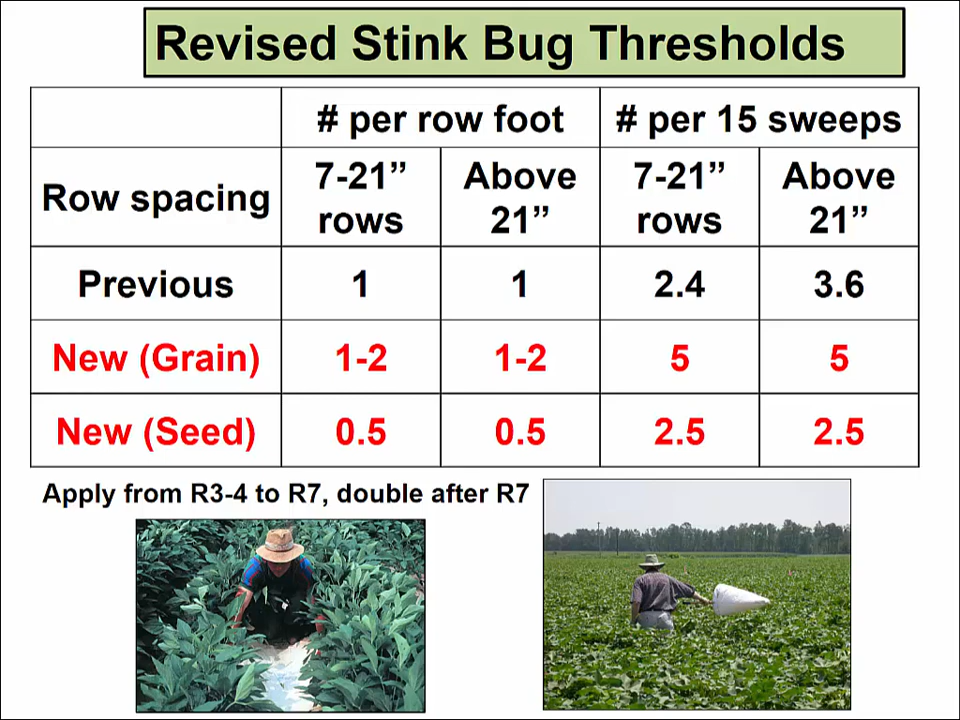 Revised Stink Bug Thresholds
# per row foot # per 15 sweeps
Row spacing 7-21” rows Above 21” 7-21” rows Above 21”
Previous 1 1 2.4 3.6
New (Grain) 1-2 1-2 5 5
New (Seed) 0.5 0.5 2.5 2.5
Apply from R3-4 to R7, double after R7